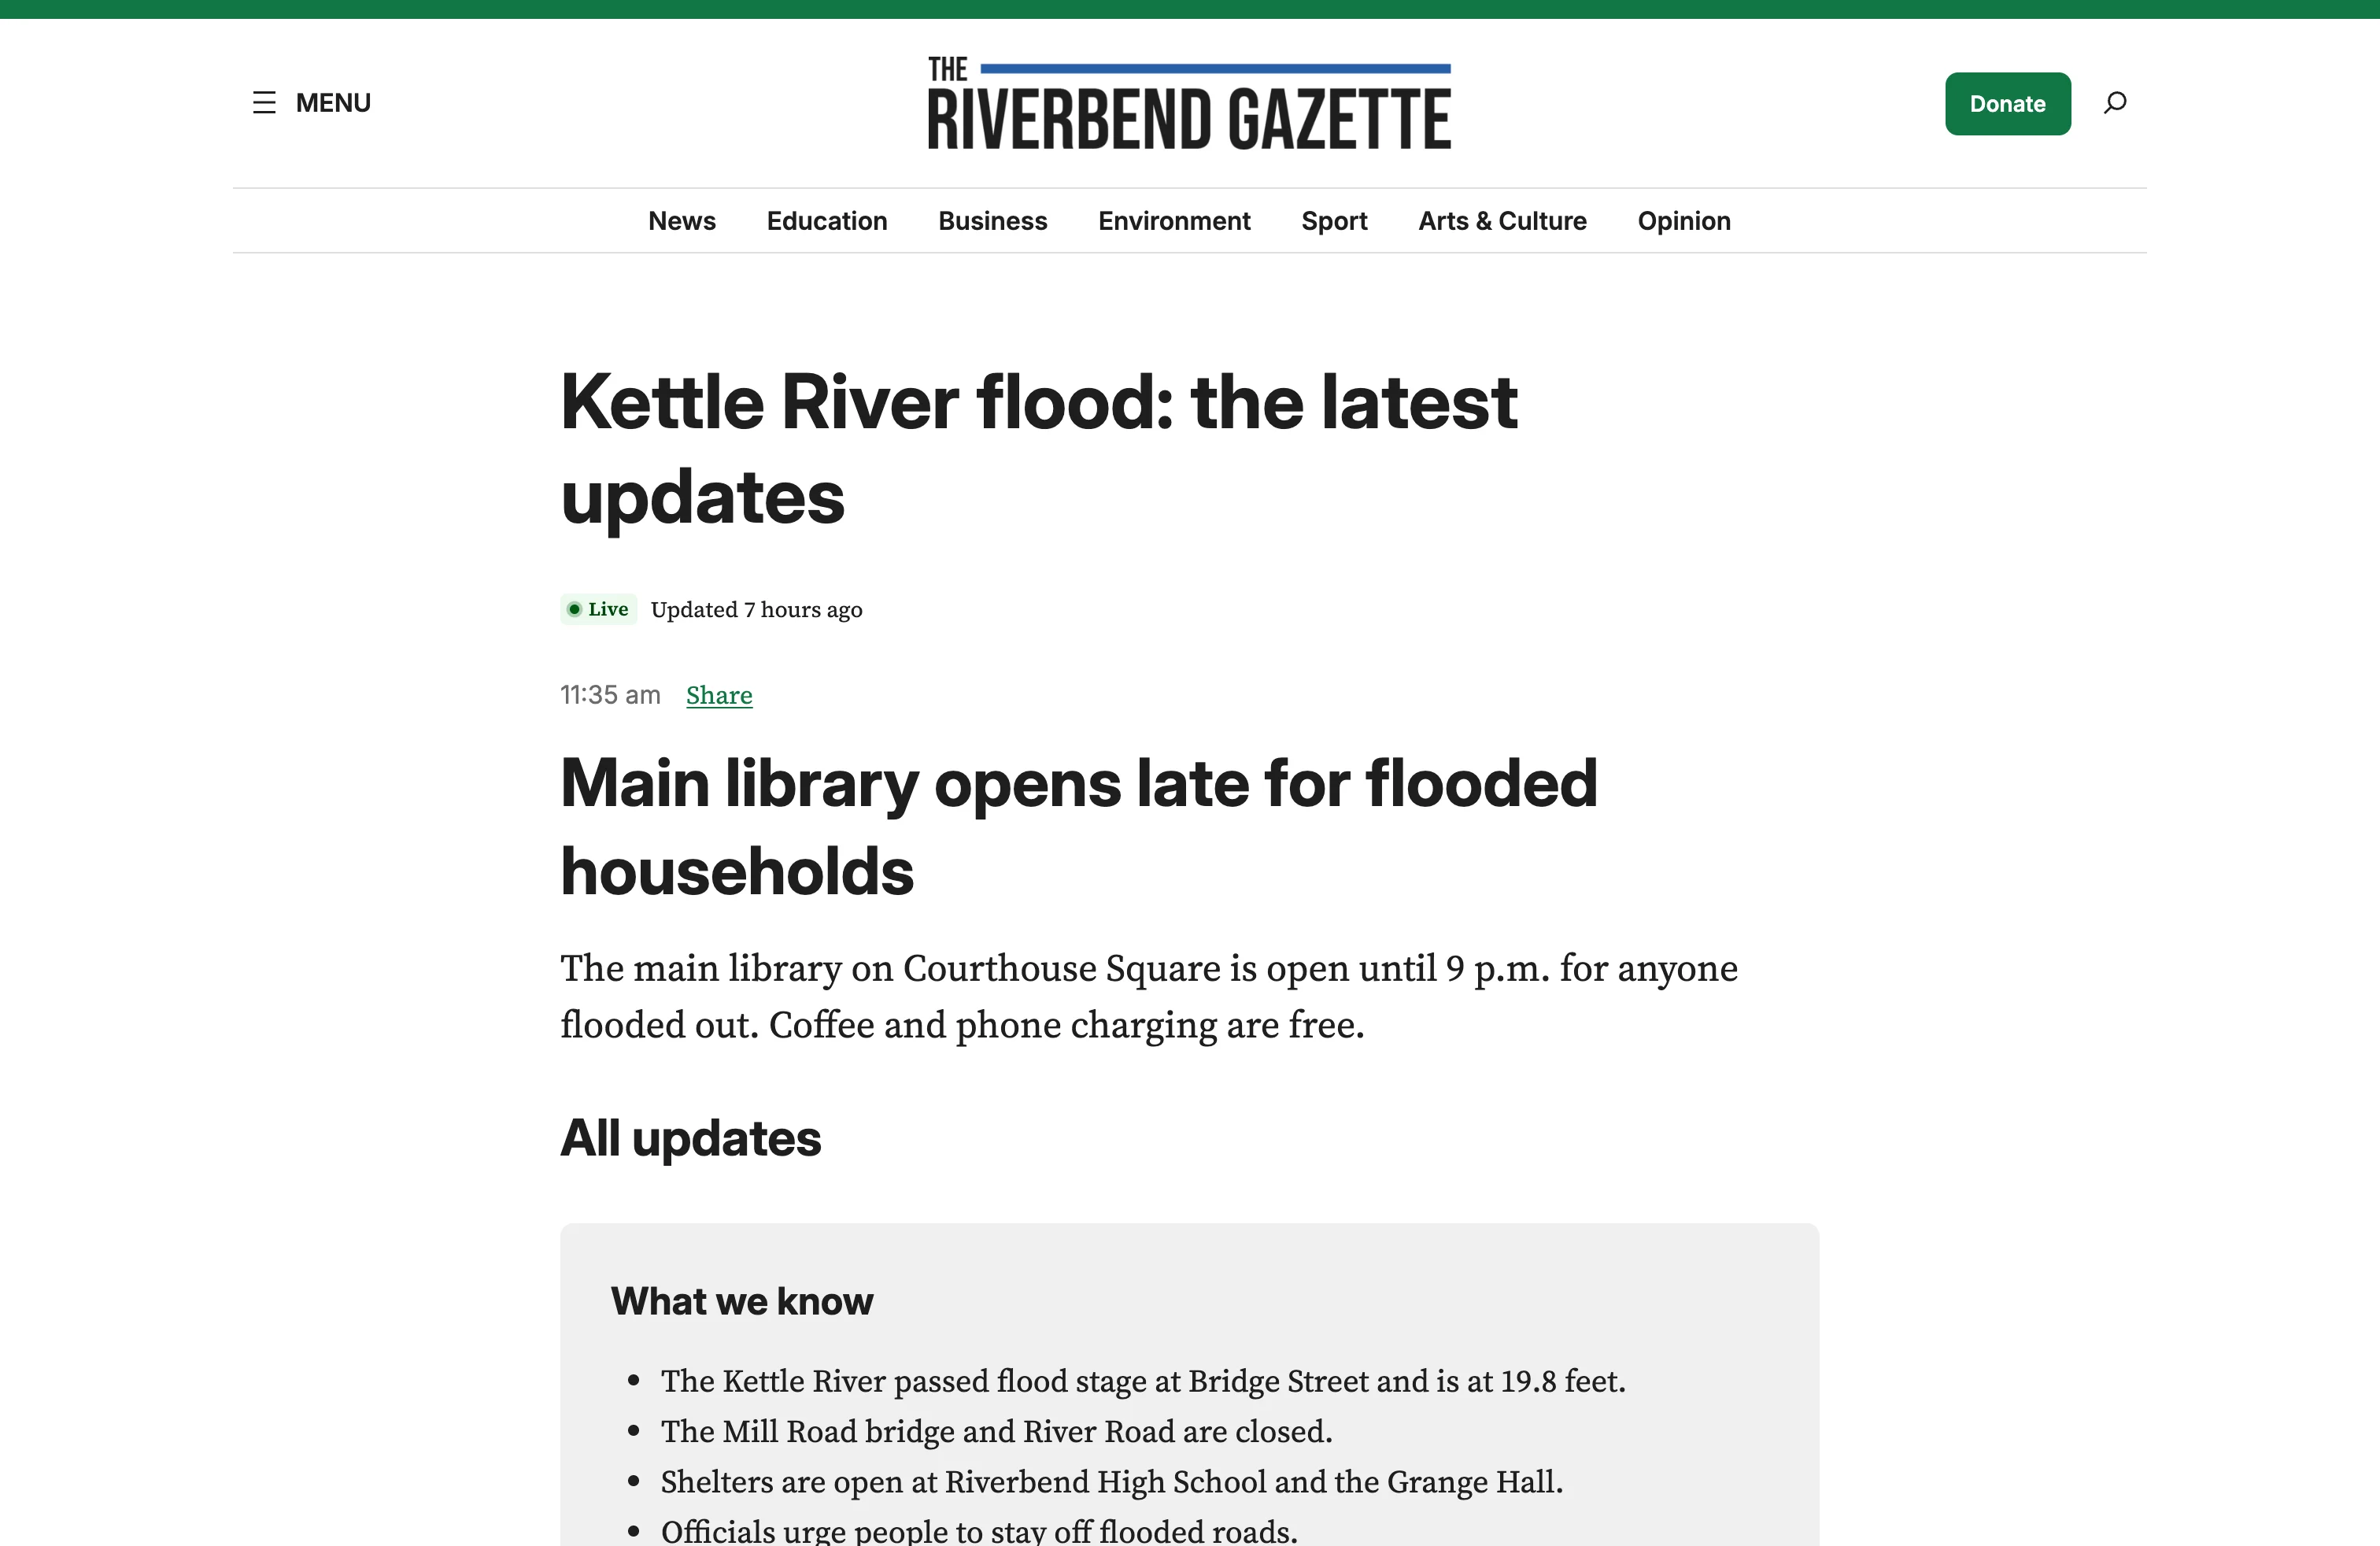 MENU
THE
RIVERBEND GAZETTE
Donate
News Education Business Environment Sport Arts & Culture Opinion
Kettle River flood: the latest
updates
Live Updated 7 hours ago
11:35 am Share
Main library opens late for flooded
households
The main library on Courthouse Square is open until 9 p.m. for anyone
flooded out. Coffee and phone charging are free.
All updates
What we know
• The Kettle River passed flood stage at Bridge Street and is at 19.8 feet.
• The Mill Road bridge and River Road are closed.
• Shelters are open at Riverbend High School and the Grange Hall.
• Officials urge people to stay off flooded roads.